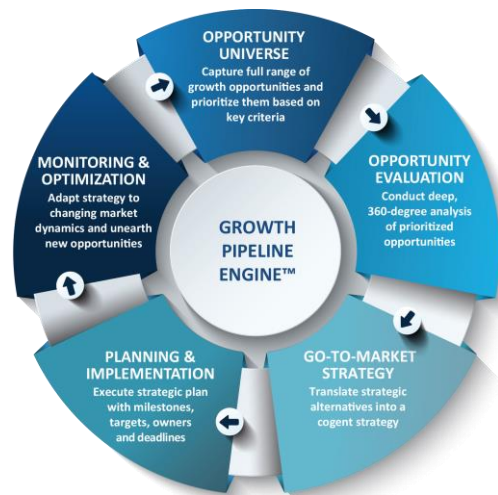 OPPORTUNITY
UNIVERSE
Capture full range of
growth opportunities and
prioritize them based on
key criteria
OPPORTUNITY
EVALUATION
Conduct deep,
360-degree analysis
of prioritized
opportunities
GO-TO-MARKET
STRATEGY
Translate strategic
alternatives into a
cogent strategy
PLANNING &
IMPLEMENTATION
Execute strategic plan
with milestones,
targets, owners
and deadlines
MONITORING &
OPTIMIZATION
Adapt strategy to
changing market
dynamics and unearth
new opportunities
GROWTH
PIPELINE
ENGINE™